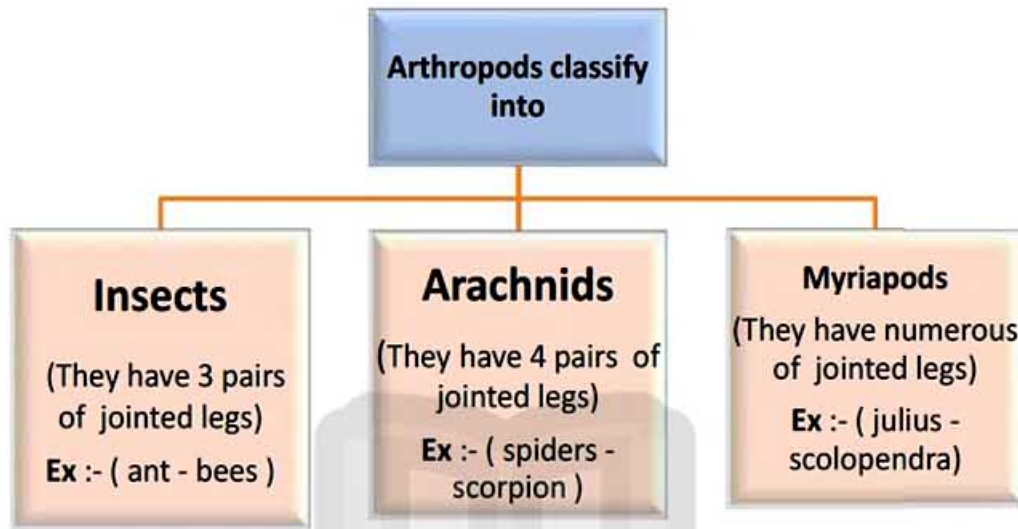 Arthropods classify
into
Insects
(They have 3 pairs
of jointed legs)
Ex :- ( ant - bees )
Arachnids
(They have 4 pairs of
jointed legs)
Ex :- ( spiders -
scorpion )
Myriapods
(They have numerous
of jointed legs)
Ex :- ( julius -
scolopendra)